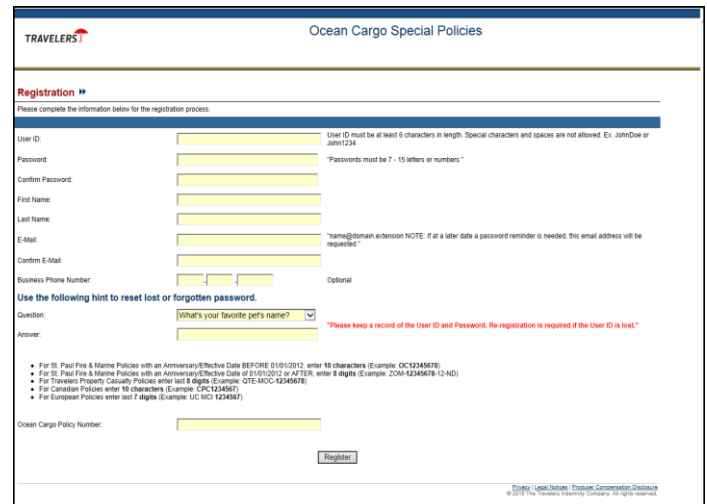 TRAVELERS
Ocean Cargo Special Policies
Registration
Please complete the information below for the registration process.
User ID:
User ID must be at least 6 characters in length. Special characters and spaces are not allowed. Ex. JohnDoe or
John1234
Password:
"Passwords must be 7 - 15 letters or numbers."
Confirm Password:
First Name:
Last Name:
E-Mail:
"name@domain.extension NOTE: If at a later date a password reminder is needed, this email address will be
requested."
Confirm E-Mail:
Business Phone Number:
- -
Optional
Use the following hint to reset lost or forgotten password.
Question:
What's your favorite pet's name?
"Please keep a record of the User ID and Password. Re-registration is required if the User ID is lost."
Answer:
• For St. Paul Fire & Marine Policies with an Anniversary/Effective Date BEFORE 01/01/2012, enter 10 characters (Example: OC12345678)
• For St. Paul Fire & Marine Policies with an Anniversary/Effective Date of 01/01/2012 or AFTER, enter 8 digits (Example: ZOM-12345678-12-ND)
• For Travelers Property Casualty Policies enter last 8 digits (Example: QTE-MOC-12345678)
• For Canadian Policies enter 10 characters (Example: CPC1234567)
• For European Policies enter last 7 digits (Example: UC MCI 1234567)
Ocean Cargo Policy Number:
Register
Privacy | Legal Notices | Producer Compensation Disclosure
© 2015 The Travelers Indemnity Company. All rights reserved.